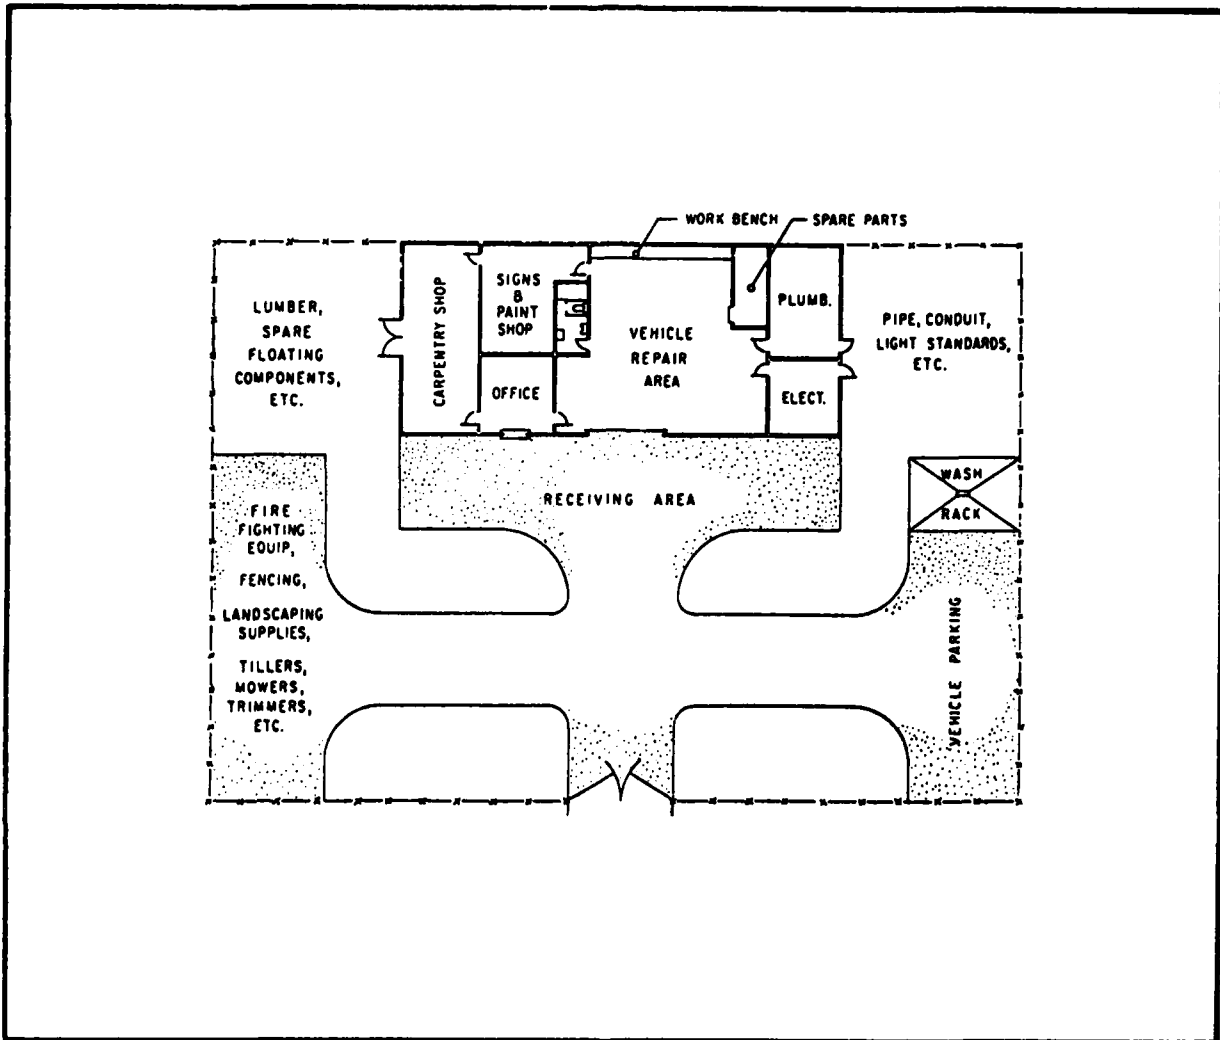 WORK BENCH
SPARE PARTS
LUMBER,
SPARE
FLOATING
COMPONENTS,
ETC.
CARPENTRY SHOP
SIGNS
&
PAINT
SHOP
OFFICE
VEHICLE
REPAIR
AREA
PLUMB.
ELECT.
PIPE, CONDUIT,
LIGHT STANDARDS,
ETC.
RECEIVING AREA
WASH
RACK
FIRE
FIGHTING
EQUIP,
FENCING,
LANDSCAPING
SUPPLIES,
TILLERS,
MOWERS,
TRIMMERS,
ETC.
VEHICLE PARKING